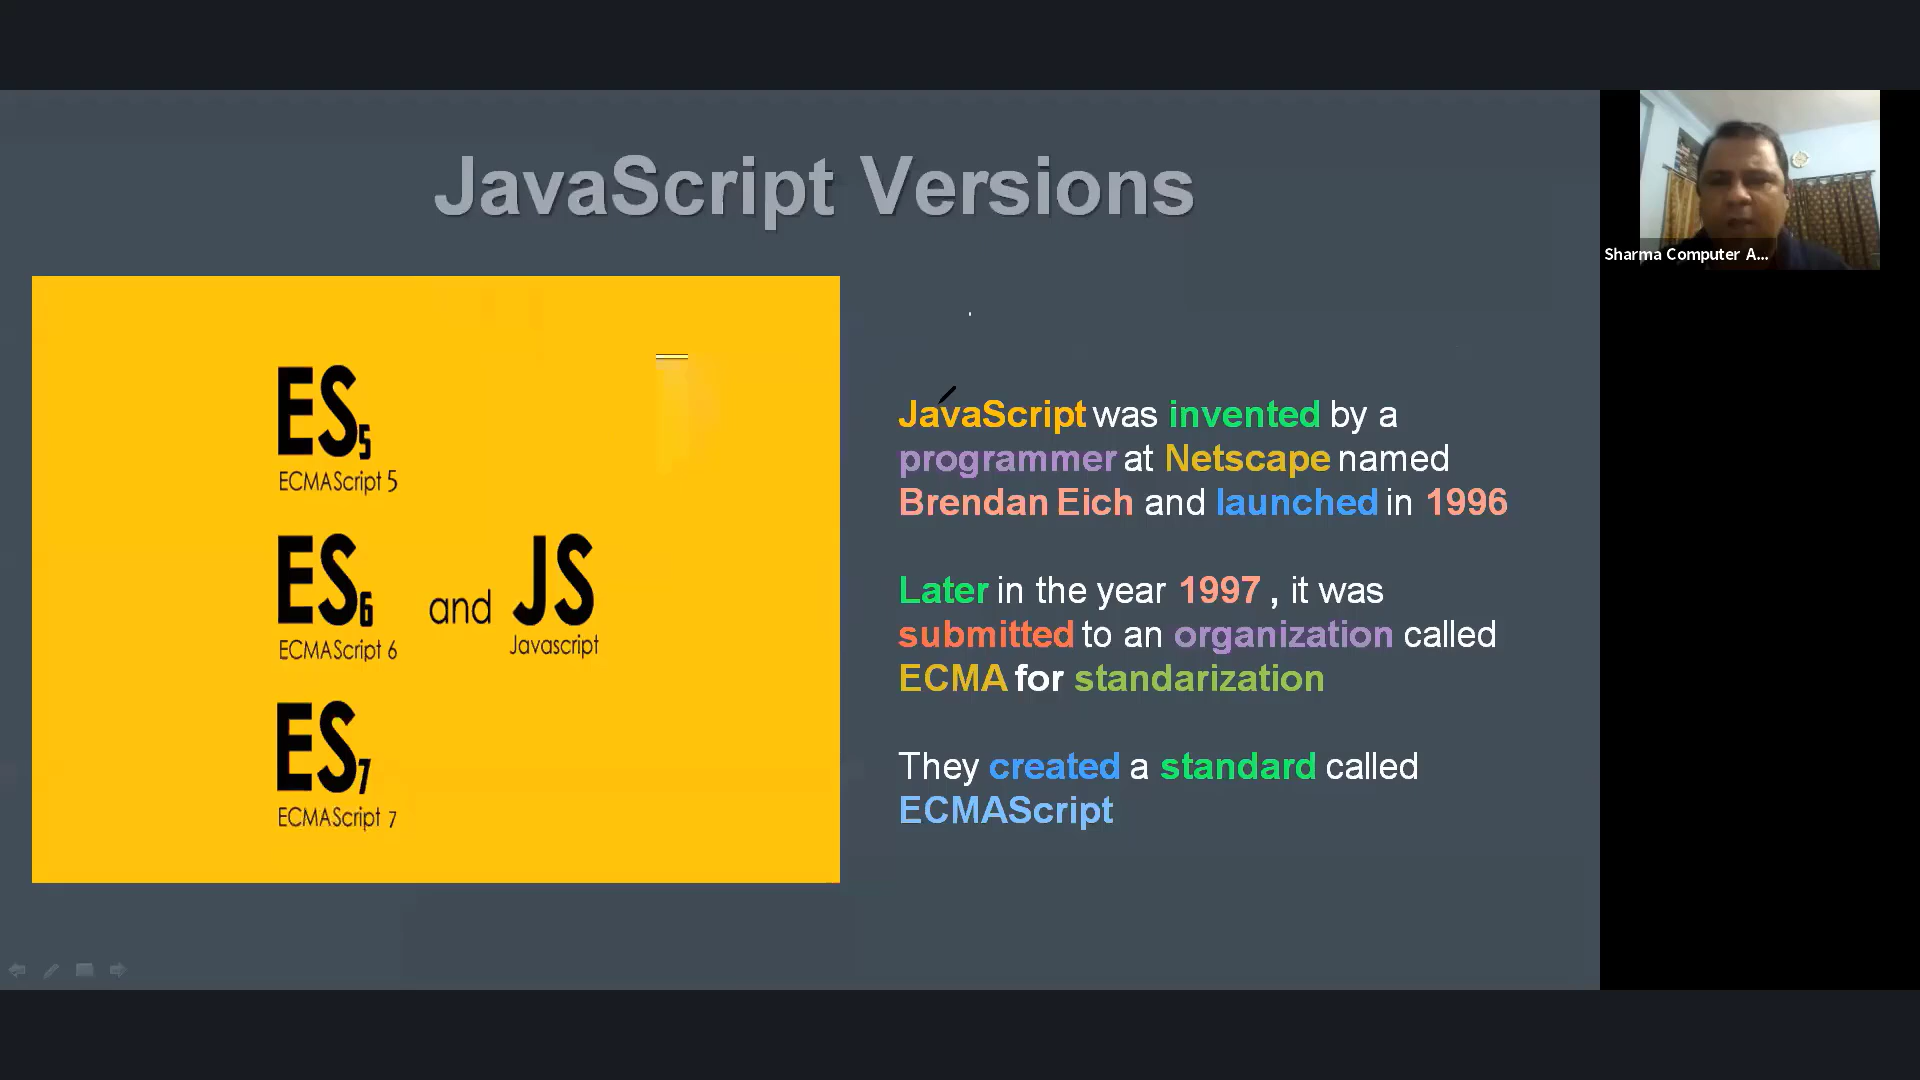 JavaScript Versions
ES5
ECMAScript 5
ES6 and JS
ECMAScript 6 Javascript
ES7
ECMAScript 7
JavaScript was invented by a
programmer at Netscape named
Brendan Eich and launched in 1996
Later in the year 1997 , it was
submitted to an organization called
ECMA for standarization
They created a standard called
ECMAScript
Sharma Computer A...